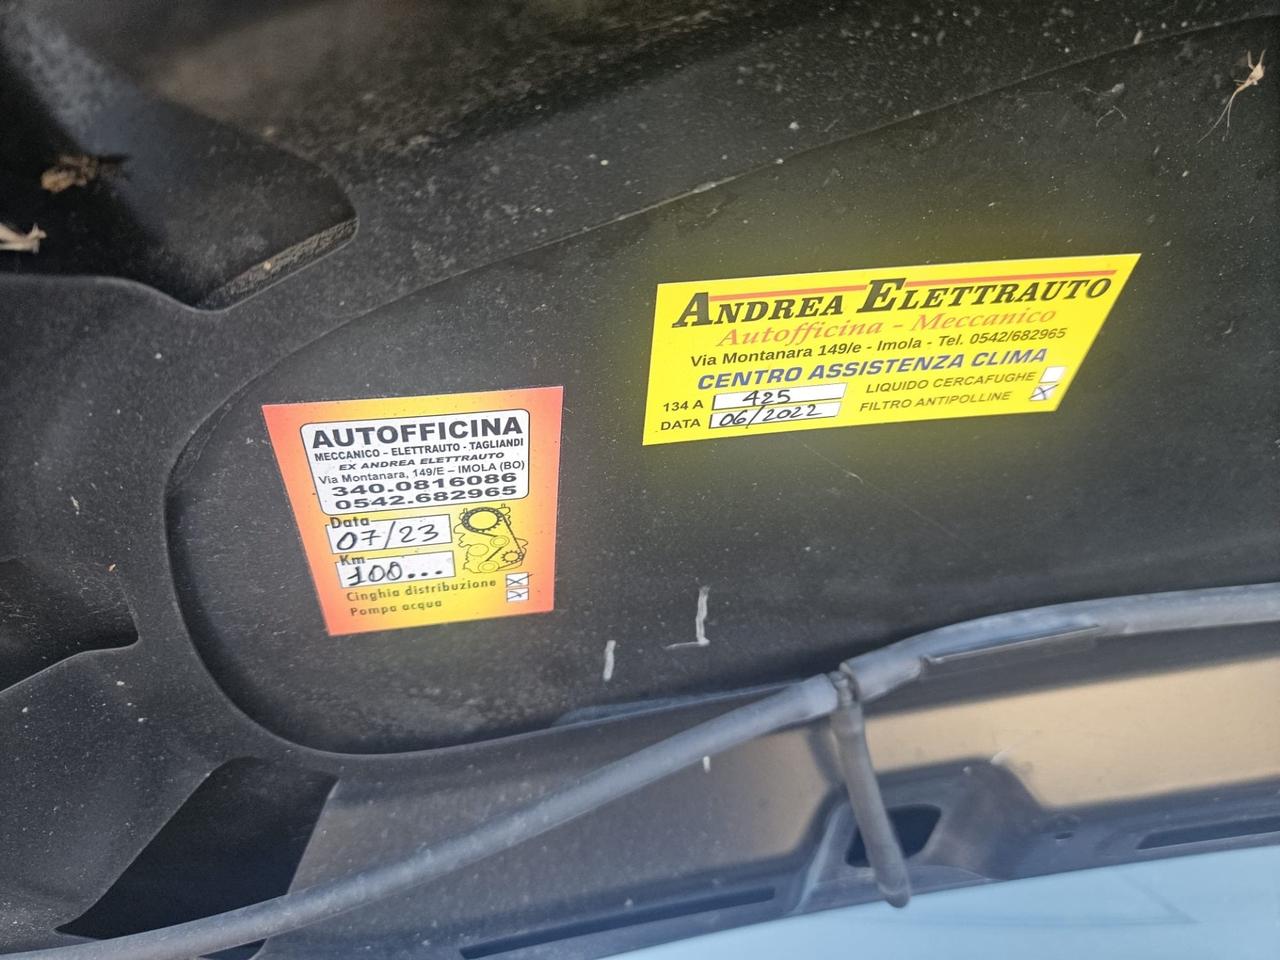 AUTOFFICINA
MECCANICO - ELETTRAUTO - TAGLIANDI
EX ANDREA ELETTRAUTO
Via Montanara, 149/E – IMOLA (BO)
340.0816086
0542.682965
Data
07/23
Km
100...
Cinghia distribuzione
Pompa acqua
ANDREA ELETTRAUTO
Autofficina - Meccanico
Via Montanara 149/e - Imola - Tel. 0542/682965
CENTRO ASSISTENZA CLIMA
134 A 425 LIQUIDO CERCAFUGHE
DATA 06/2022 FILTRO ANTIPOLLINE